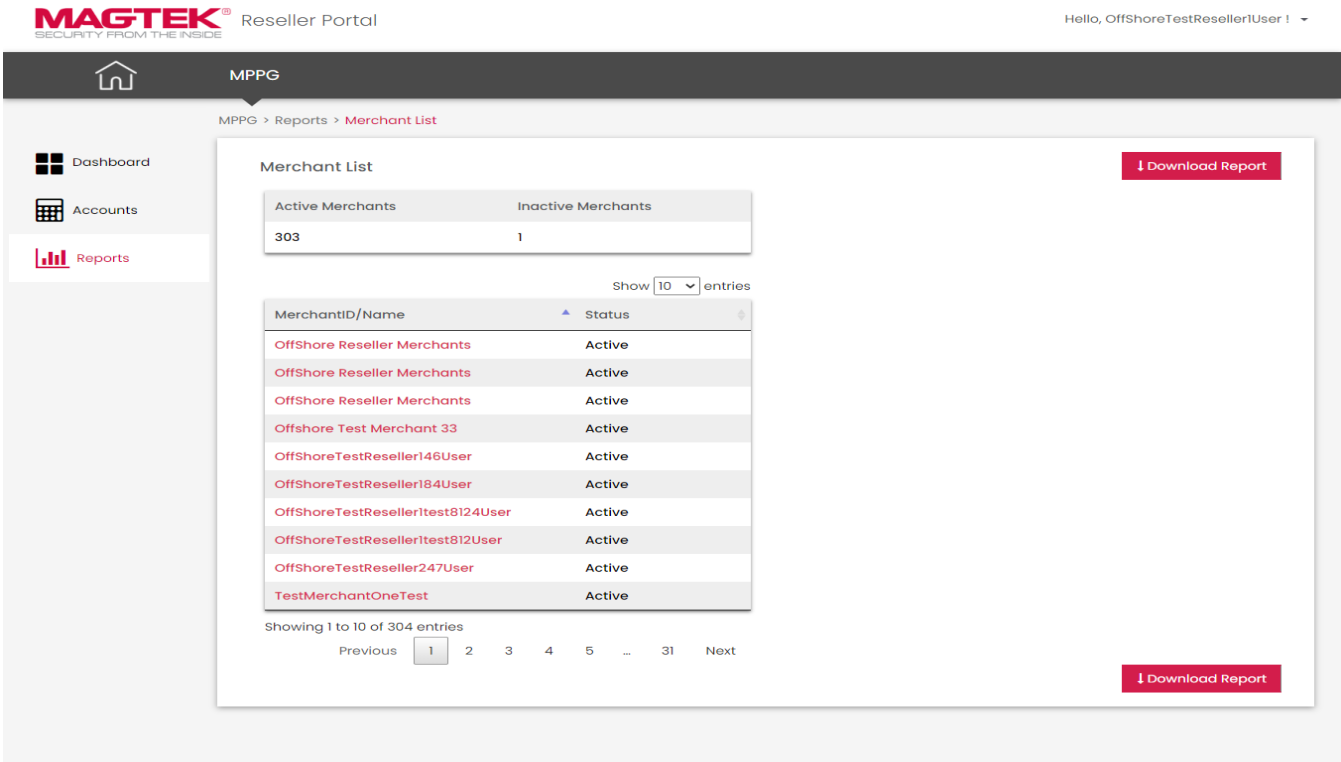 MAGTEK® Reseller Portal
SECURITY FROM THE INSIDE
Hello, OffShoreTestReseller1User !
MPPG
MPPG > Reports > Merchant List
Dashboard
Accounts
Reports
Merchant List
Download Report
Active Merchants Inactive Merchants
303 1
Show 10 entries
MerchantID/Name Status
OffShore Reseller Merchants Active
OffShore Reseller Merchants Active
OffShore Reseller Merchants Active
Offshore Test Merchant 33 Active
OffShoreTestReseller146User Active
OffShoreTestReseller184User Active
OffShoreTestReseller1test8124User Active
OffShoreTestReseller1test812User Active
OffShoreTestReseller247User Active
TestMerchantOneTest Active
Showing 1 to 10 of 304 entries
Previous 1 2 3 4 5 ... 31 Next
Download Report